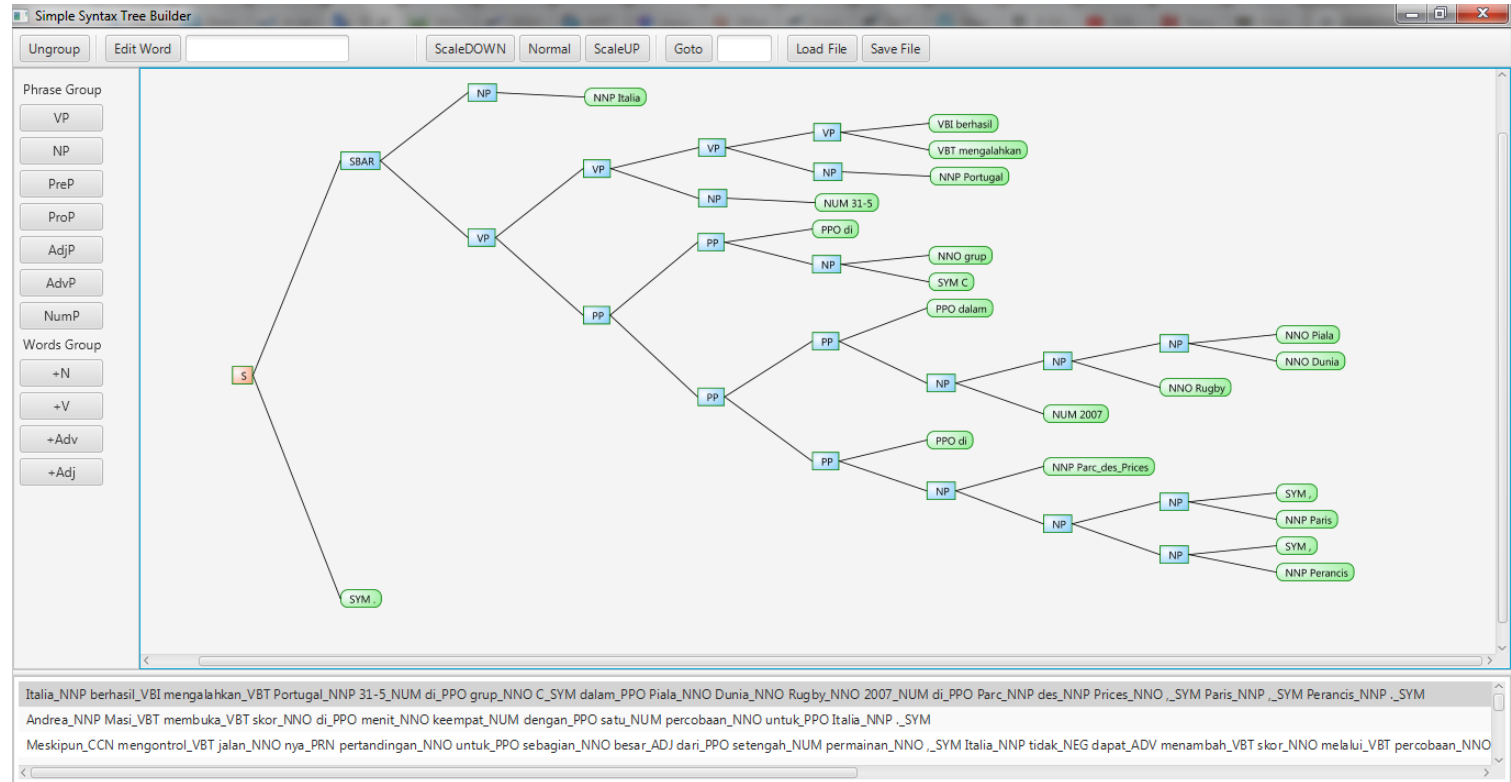 Simple Syntax Tree Builder
Ungroup Edit Word ScaleDOWN Normal ScaleUP Goto Load File Save File
Phrase Group
VP
NP
PreP
ProP
AdjP
AdvP
NumP
Words Group
+N
+V
+Adv
+Adj
NP NNP Italia
VP VBI berhasil
SBAR VP VBT mengalahkan
VP NP NNP Portugal
NP NUM 31-5
VP PP PPO di
NP NNO grup
SYM C
PP PPO dalam
PP NP NNO Piala
NP NNO Dunia
S NP NNO Rugby
PP NUM 2007
PPO di
PP NNP Parc_des_Prices
NP NP SYM ,
NP NNP Paris
NP SYM ,
NNP Perancis
SYM .
Italia_NNP berhasil_VBI mengalahkan_VBT Portugal_NNP 31-5_NUM di_PPO grup_NNO C_SYM dalam_PPO Piala_NNO Dunia_NNO Rugby_NNO 2007_NUM di_PPO Parc_NNP des_NNP Prices_NNO ,_SYM Paris_NNP ,_SYM Perancis_NNP ._SYM
Andrea_NNP Masi_VBT membuka_VBT skor_NNO di_PPO menit_NNO keempat_NUM dengan_PPO satu_NUM percobaan_NNO untuk_PPO Italia_NNP ._SYM
Meskipun_CCN mengontrol_VBT jalan_NNO nya_PRN pertandingan_NNO untuk_PPO sebagian_NNO besar_ADJ dari_PPO setengah_NUM permainan_NNO ,_SYM Italia_NNP tidak_NEG dapat_ADV menambah_VBT skor_NNO melalui_VBT percobaan_NNO